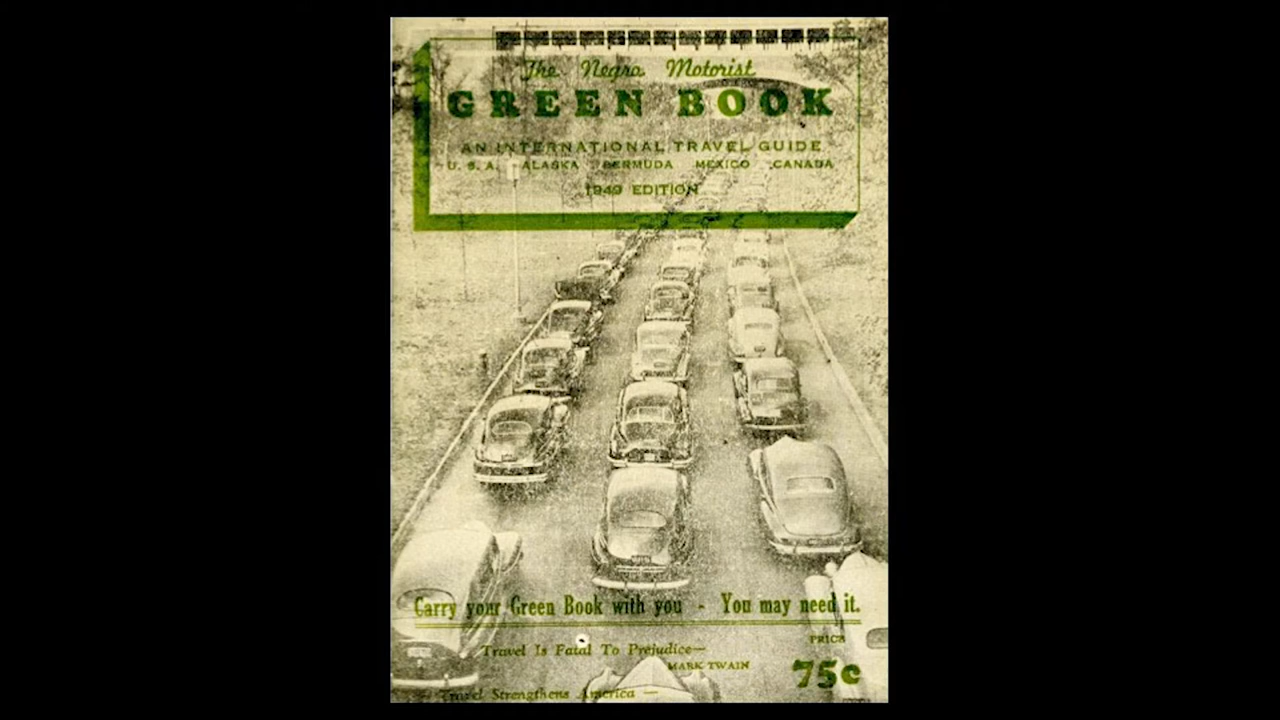 The Negro Motorist
GREEN BOOK
AN INTERNATIONAL TRAVEL GUIDE
U. S. A. ALASKA BERMUDA MEXICO CANADA
1949 EDITION
Carry your Green Book with you - You may need it.
Travel Is Fatal To Prejudice—
MARK TWAIN
PRICE
75c
Travel Strengthens America —